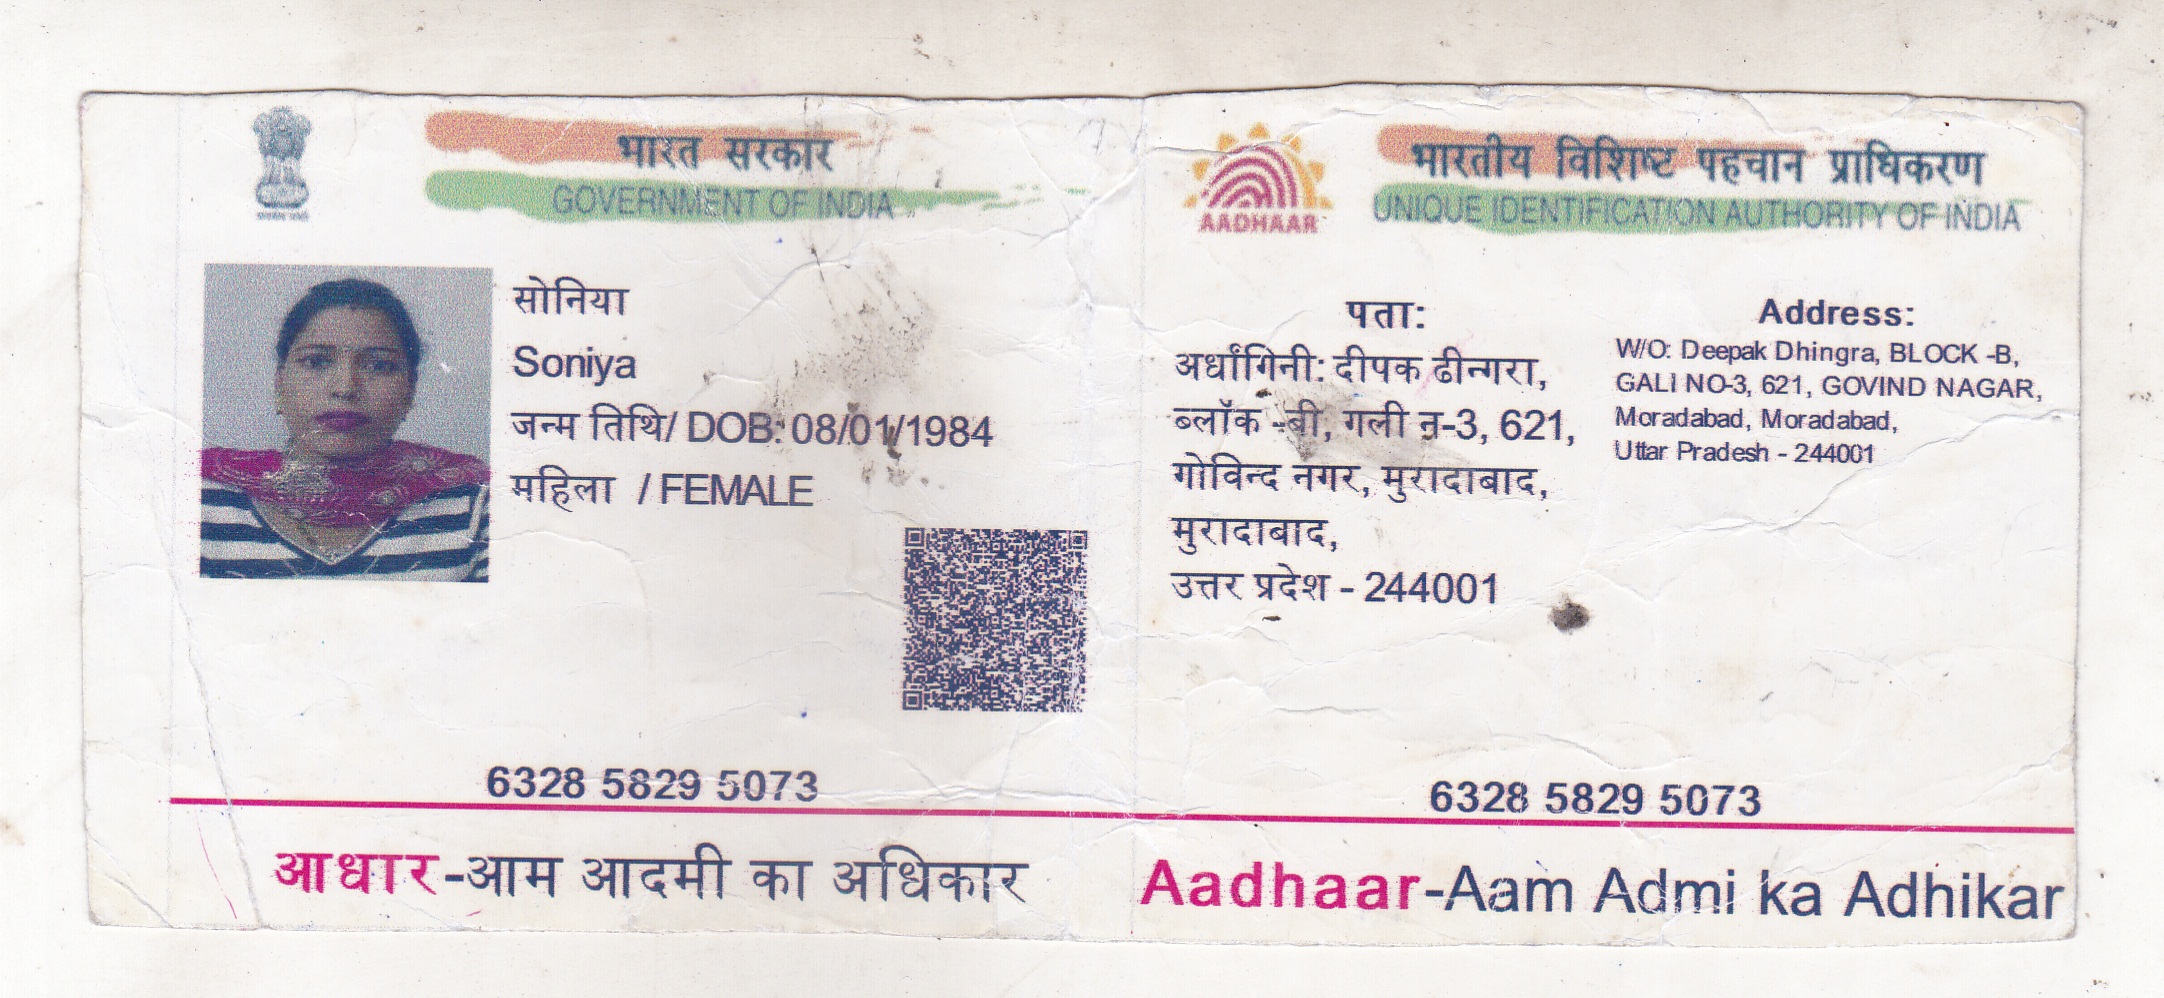 भारत सरकार
GOVERNMENT OF INDIA
सोनिया
Soniya
जन्म तिथि/ DOB: 08/01/1984
महिला / FEMALE
6328 5829 5073
आधार-आम आदमी का अधिकार
AADHAAR
भारतीय विशिष्ट पहचान प्राधिकरण
UNIQUE IDENTIFICATION AUTHORITY OF INDIA
पता:
अर्धांगिनी: दीपक ढीन्गरा,
ब्लॉक -बी, गली न-3, 621,
गोविन्द नगर, मुरादाबाद,
मुरादाबाद,
उत्तर प्रदेश - 244001
Address:
W/O: Deepak Dhingra, BLOCK -B,
GALI NO-3, 621, GOVIND NAGAR,
Moradabad, Moradabad,
Uttar Pradesh - 244001
6328 5829 5073
Aadhaar-Aam Admi ka Adhikar